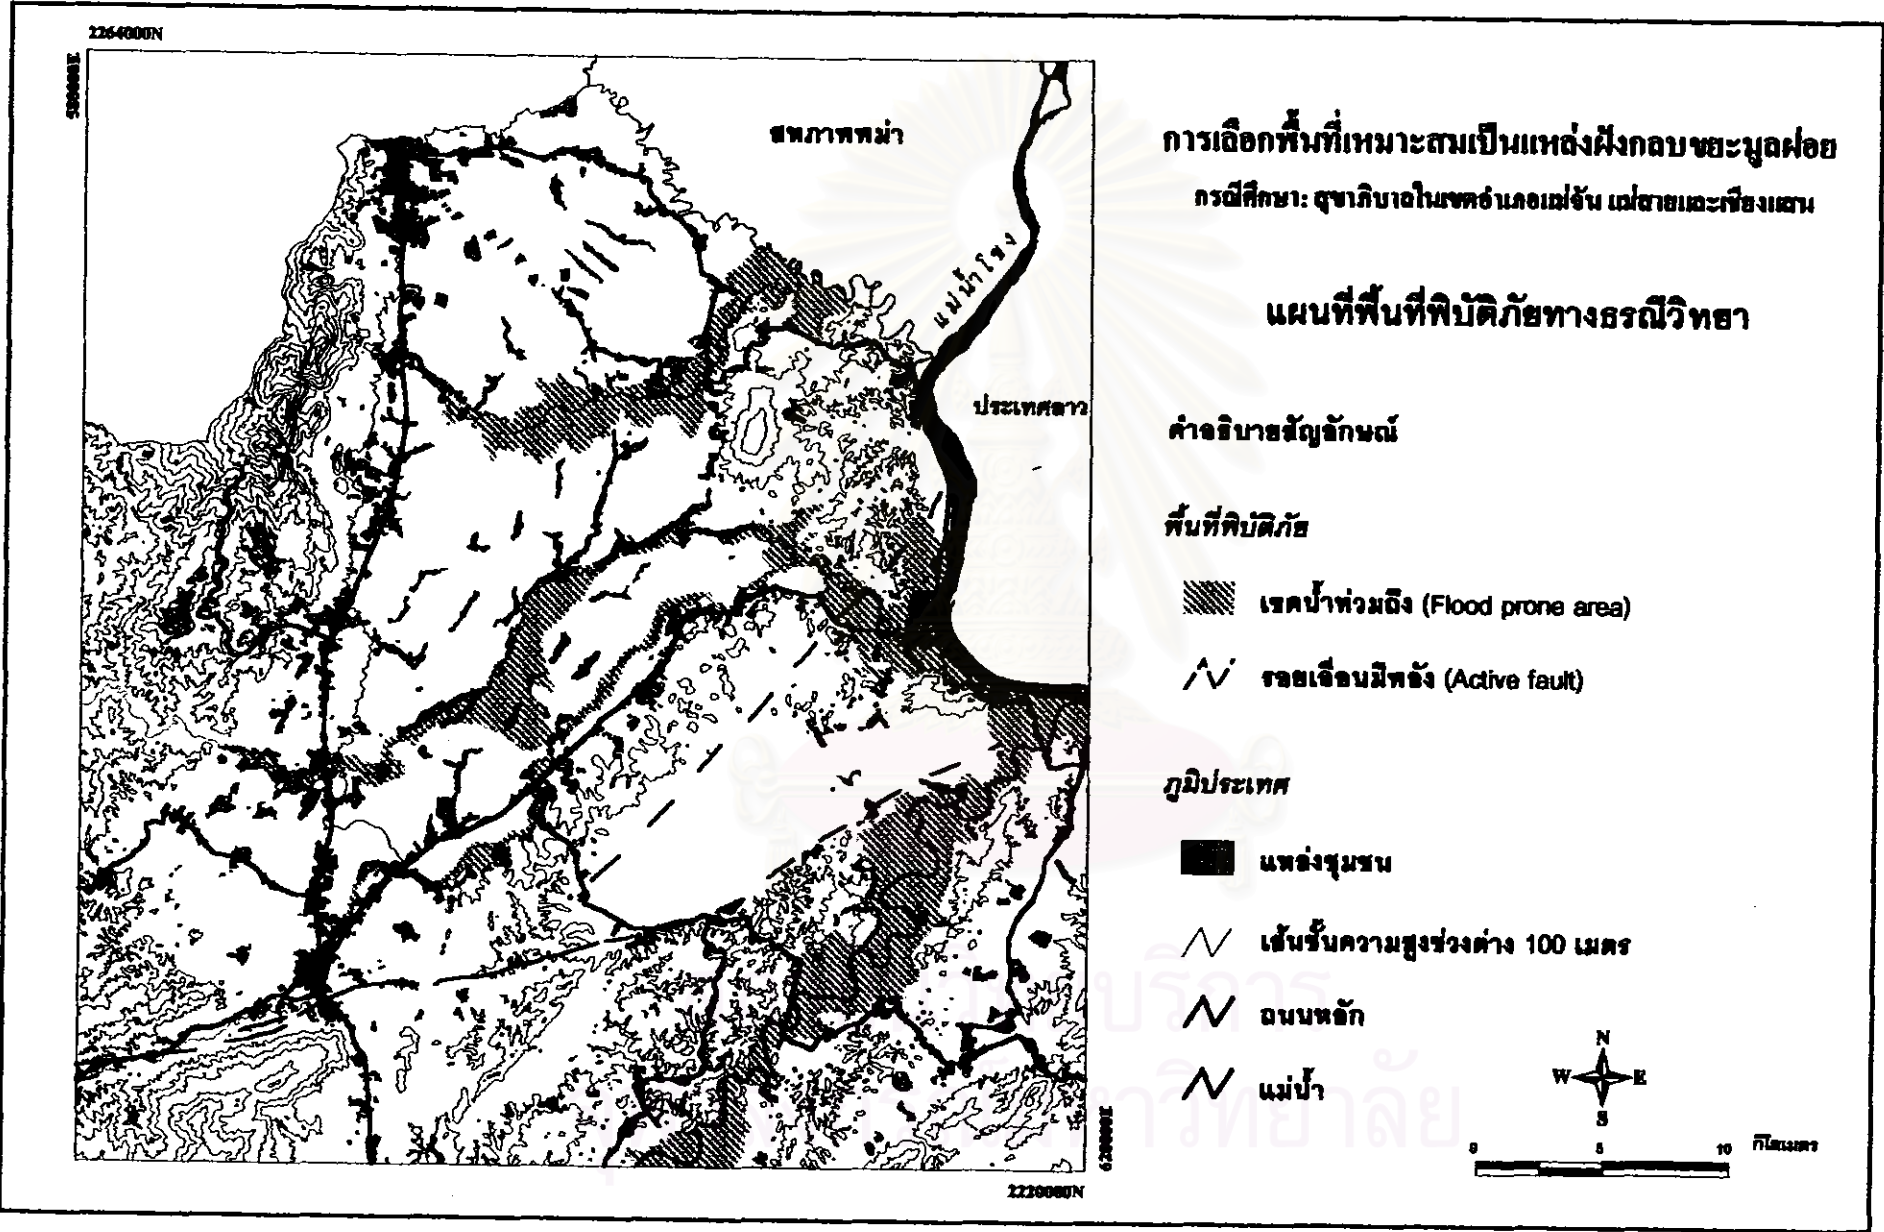 2264000N
580000E
สหภาพพม่า
แม่น้ำโขง
ประเทศลาว
การเลือกพื้นที่เหมาะสมเป็นแหล่งฝังกลบขยะมูลฝอย
กรณีศึกษา: สุขาภิบาลในเขตอำเภอแม่จัน แม่สายและเชียงแสน
แผนที่พื้นที่พิบัติภัยทางธรณีวิทยา
คำอธิบายสัญลักษณ์
พื้นที่พิบัติภัย
เขตน้ำท่วมถึง (Flood prone area)
รอยเลื่อนมีพลัง (Active fault)
ภูมิประเทศ
แหล่งชุมชน
เส้นชั้นความสูงช่วงต่าง 100 เมตร
ถนนหลัก
แม่น้ำ
N
W E
S
0 5 10 กิโลเมตร
620000E
2220000N